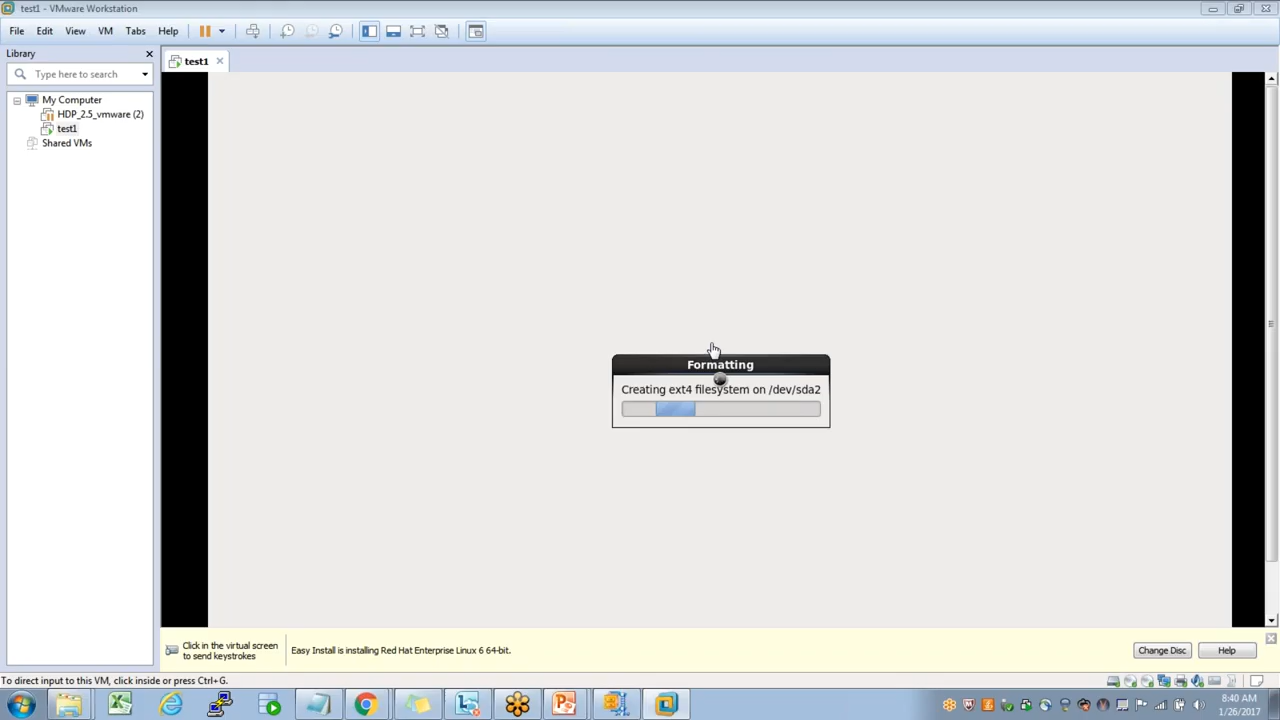 test1 - VMware Workstation
File Edit View VM Tabs Help
Library
Type here to search
test1
My Computer
HDP_2.5_vmware (2)
test1
Shared VMs
Formatting
Creating ext4 filesystem on /dev/sda2
Click in the virtual screen
to send keystrokes
Easy Install is installing Red Hat Enterprise Linux 6 64-bit.
Change Disc
Help
To direct input to this VM, click inside or press Ctrl+G.
8:40 AM
1/26/2017